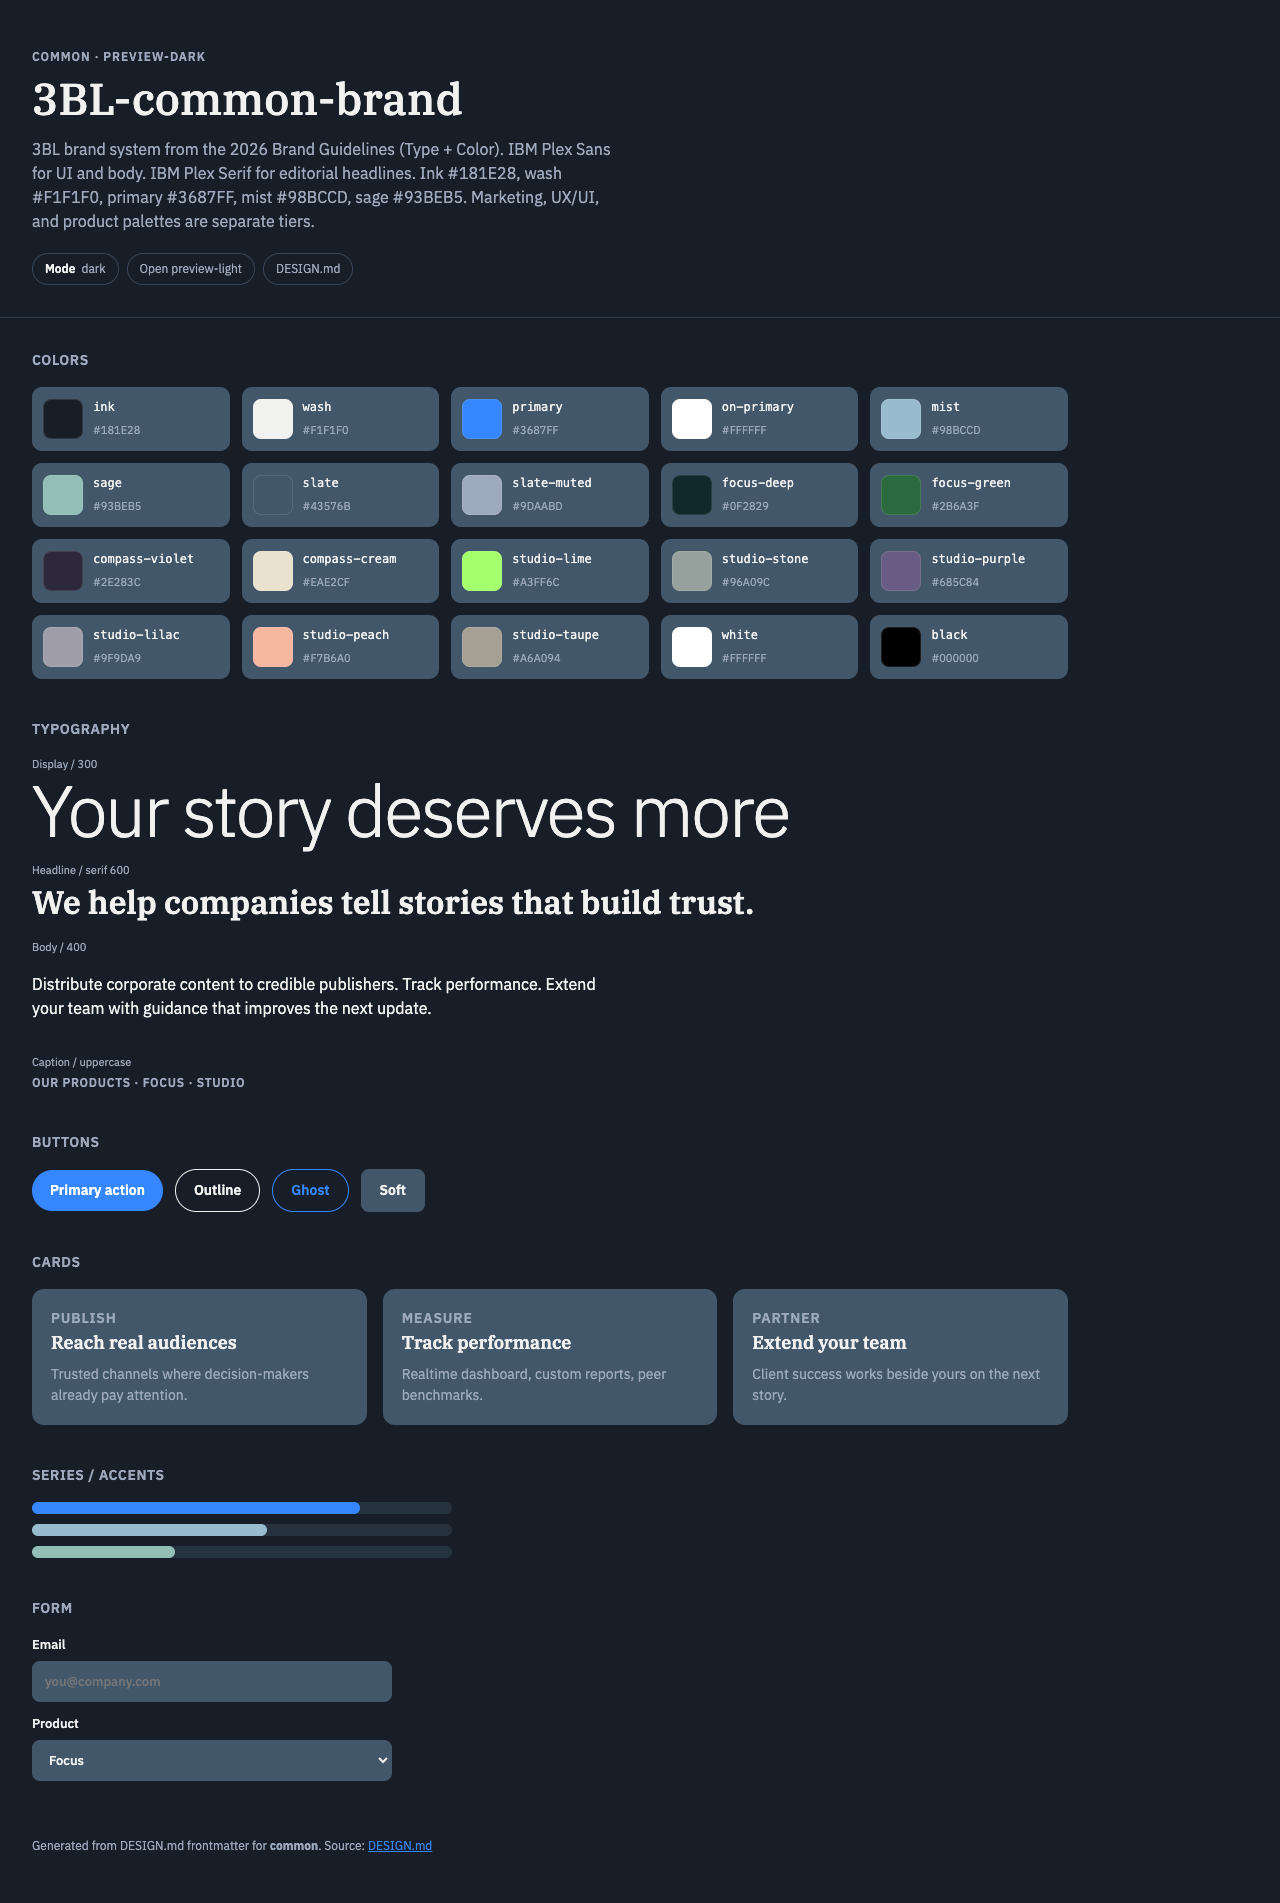 COMMON · PREVIEW-DARK
3BL-common-brand
3BL brand system from the 2026 Brand Guidelines (Type + Color). IBM Plex Sans
for UI and body. IBM Plex Serif for editorial headlines. Ink #181E28, wash
#F1F1F0, primary #3687FF, mist #98BCCD, sage #93BEB5. Marketing, UX/UI,
and product palettes are separate tiers.
Mode dark
Open preview-light
DESIGN.md
COLORS
ink
#181E28
wash
#F1F1F0
primary
#3687FF
on-primary
#FFFFFF
mist
#98BCCD
sage
#93BEB5
slate
#43576B
slate-muted
#9DAABD
focus-deep
#0F2829
focus-green
#2B6A3F
compass-violet
#2E283C
compass-cream
#EAE2CF
studio-lime
#A3FF6C
studio-stone
#96A09C
studio-purple
#685C84
studio-lilac
#9F9DA9
studio-peach
#F7B6A0
studio-taupe
#A6A094
white
#FFFFFF
black
#000000
TYPOGRAPHY
Display / 300
Your story deserves more
Headline / serif 600
We help companies tell stories that build trust.
Body / 400
Distribute corporate content to credible publishers. Track performance. Extend
your team with guidance that improves the next update.
Caption / uppercase
OUR PRODUCTS · FOCUS · STUDIO
BUTTONS
Primary action
Outline
Ghost
Soft
CARDS
PUBLISH
Reach real audiences
Trusted channels where decision-makers
already pay attention.
MEASURE
Track performance
Realtime dashboard, custom reports, peer
benchmarks.
PARTNER
Extend your team
Client success works beside yours on the next
story.
SERIES / ACCENTS
FORM
Email
you@company.com
Product
Focus
Generated from DESIGN.md frontmatter for common. Source: DESIGN.md